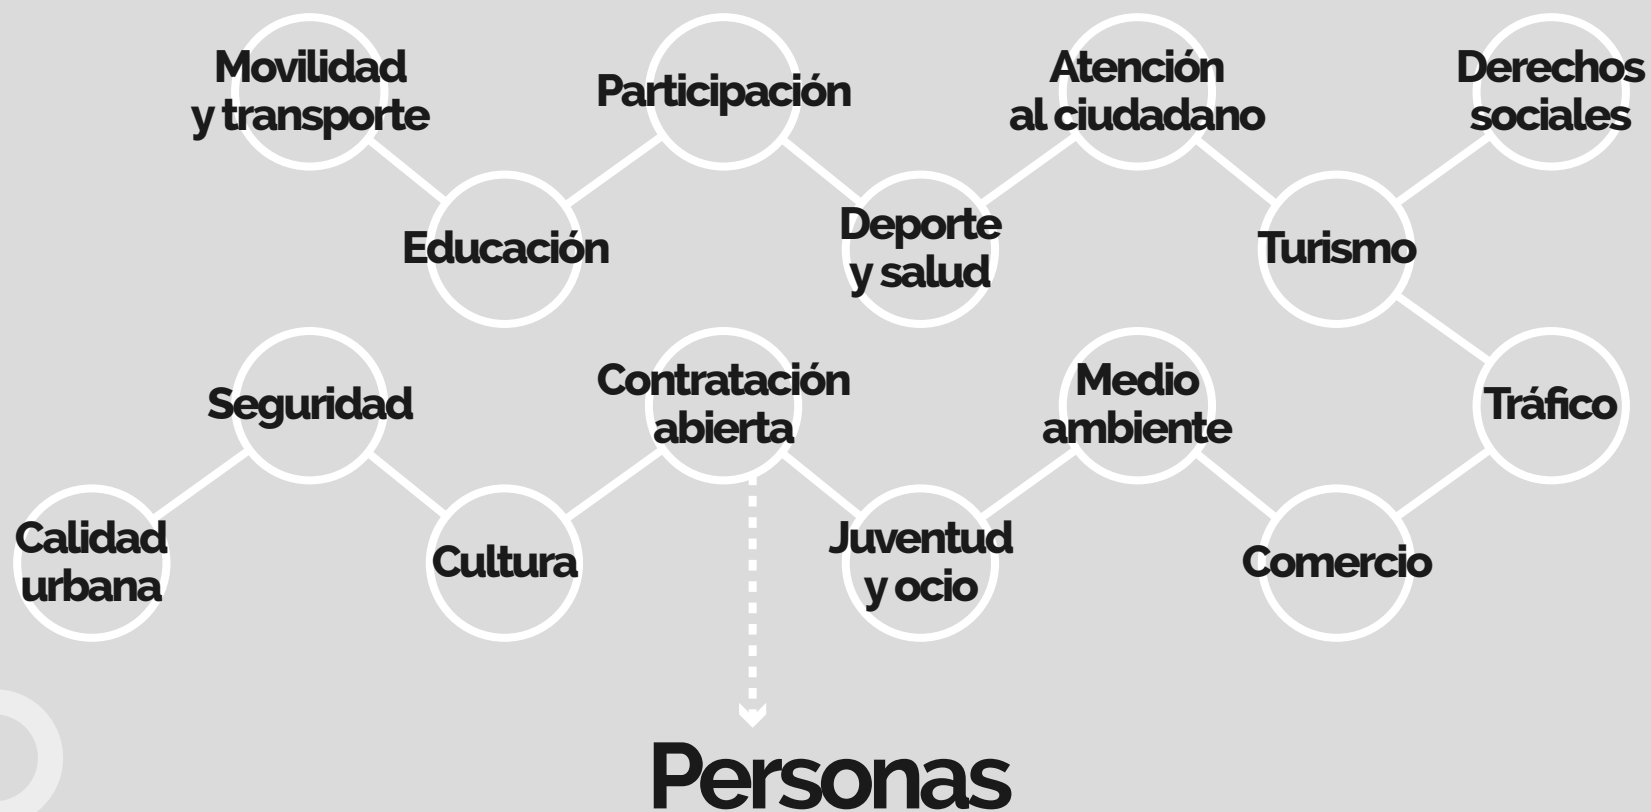 Movilidad
y transporte
Participación
Atención
al ciudadano
Derechos
sociales
Educación
Deporte
y salud
Turismo
Seguridad
Contratación
abierta
Medio
ambiente
Tráfico
Calidad
urbana
Cultura
Juventud
y ocio
Comercio
Personas